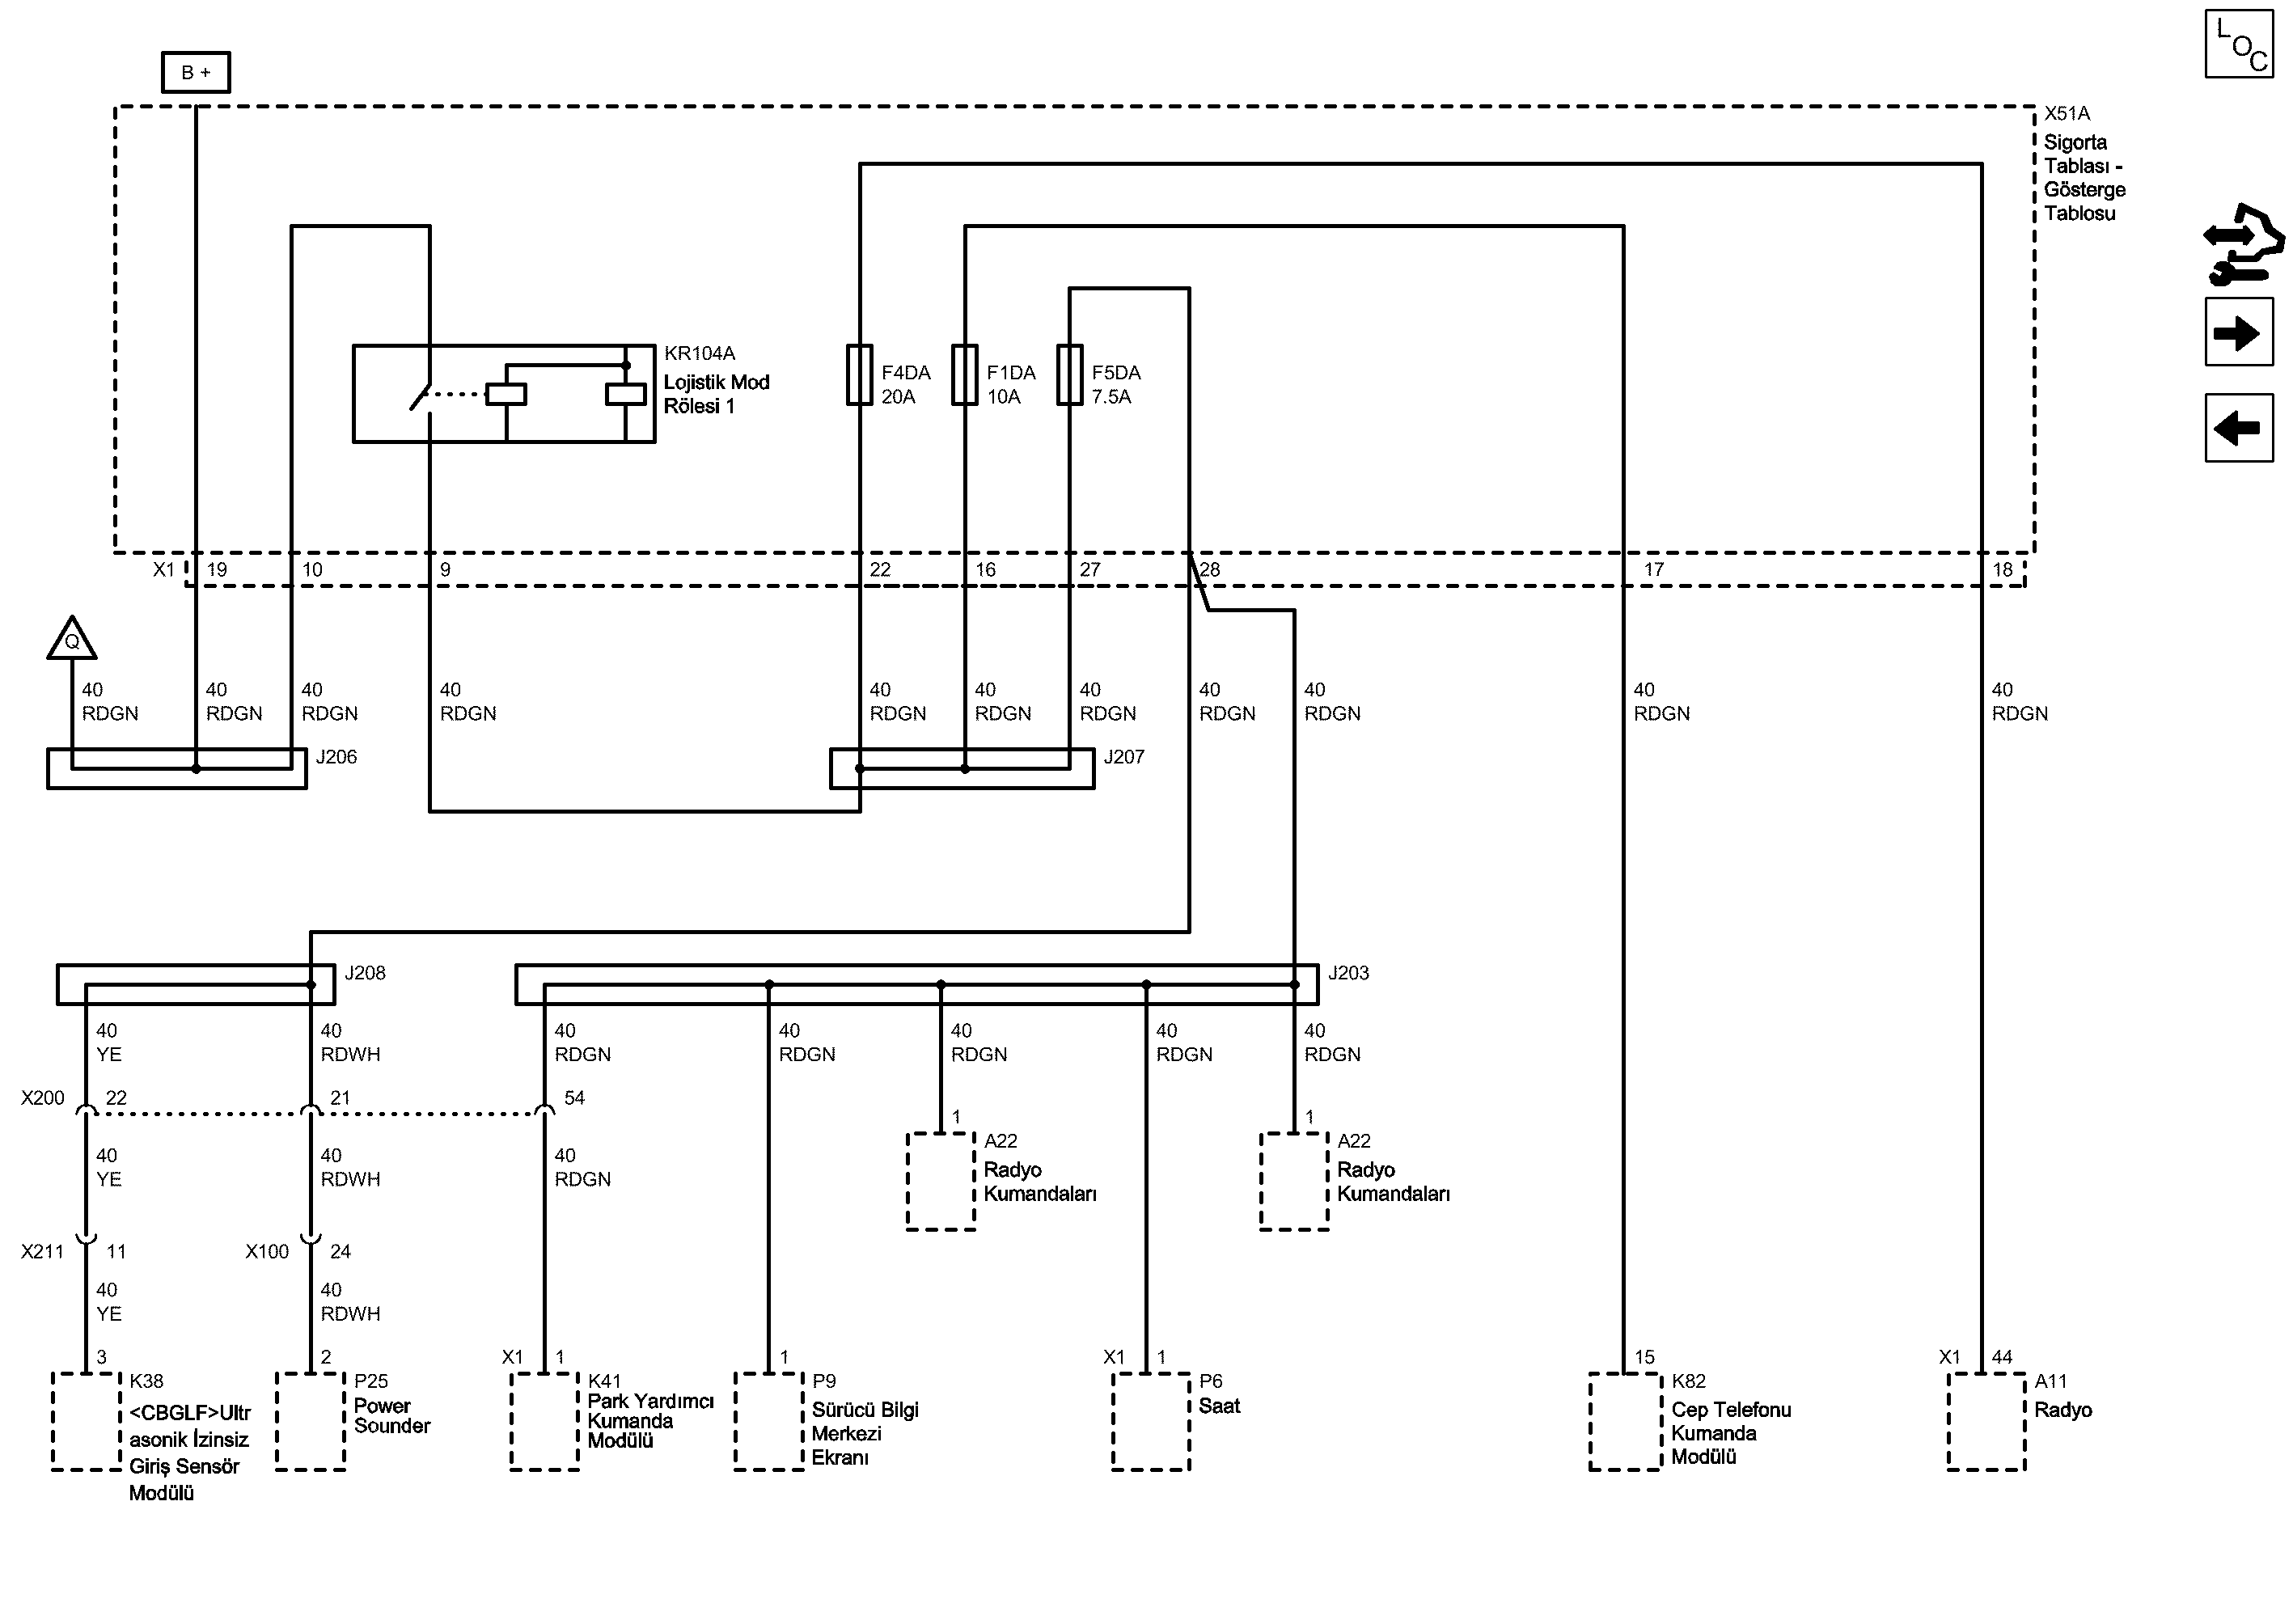 L
O
C
B +
X51A
Sigorta
Tablası -
Gösterge
Tablosu
KR104A
Lojistik Mod
Rölesi 1
F4DA
20A
F1DA
10A
F5DA
7.5A
X1 19 10 9 22 16 27 28 17 18
Q
40 40 40 40 40 40 40 40 40 40 40
RDGN RDGN RDGN RDGN RDGN RDGN RDGN RDGN RDGN RDGN RDGN
J206
J207
J208
J203
40 40 40 40 40 40 40
YE RDWH RDGN RDGN RDGN RDGN RDGN
X200 22 21 54
1 1
A22
Radyo
Kumandaları
A22
Radyo
Kumandaları
40 40 40
YE RDWH RDGN
X211 11 X100 24
40 40
YE RDWH
3 2 X1 1 1 X1 1 15 X1 44
K38
<CBGLF>Ultr
asonik İzinsiz
Giriş Sensör
Modülü
P25
Power
Sounder
K41
Park Yardımcı
Kumanda
Modülü
P9
Sürücü Bilgi
Merkezi
Ekranı
P6
Saat
K82
Cep Telefonu
Kumanda
Modülü
A11
Radyo